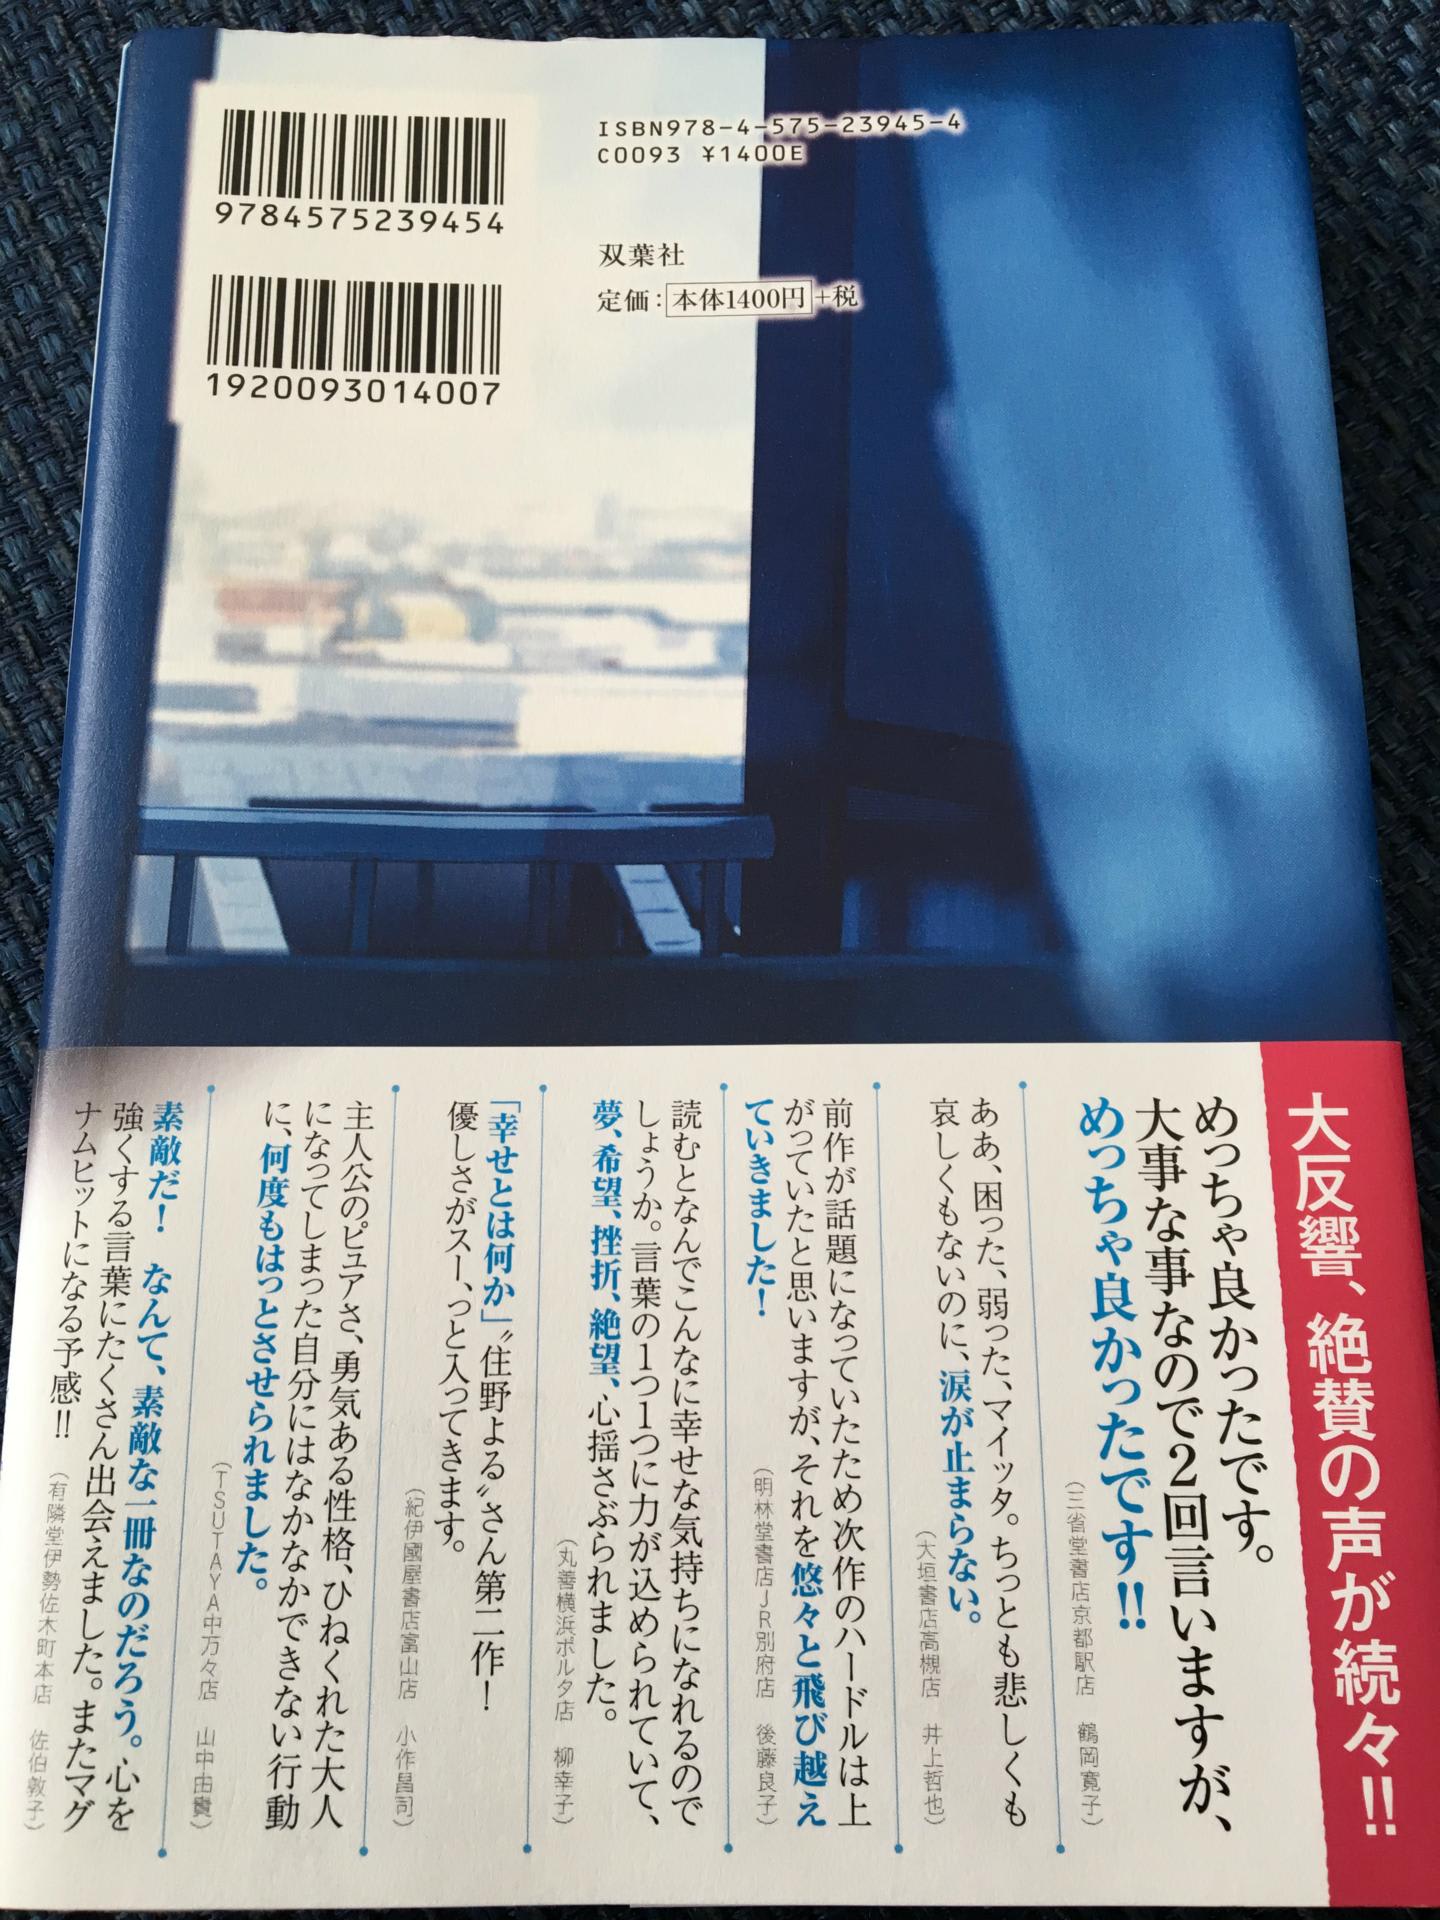 9784575239454
1920093014007
ISBN978-4-575-23945-4
C0093 ¥1400E
双葉社
定価：本体1400円+税
大反響、絶賛の声が続々!!
めっちゃ良かったです。
大事な事なので2回言いますが、
めっちゃ良かったです!!
（三省堂書店京都駅店　鶴岡寛子）
ああ、困った、弱った、マイッタ。ちっとも悲しくも
哀しくもないのに、涙が止まらない。
（大垣書店高槻店　井上哲也）
前作が話題になっていたため次作のハードルは上
がっていたと思いますが、それを悠々と飛び越え
ていきました！
（明林堂書店JR別府店　後藤良子）
読むとなんでこんなに幸せな気持ちになれるので
しょうか。言葉の1つ1つに力が込められていて、
夢、希望、挫折、絶望、心揺さぶられました。
（丸善横浜ポルタ店　柳幸子）
「幸せとは何か」〝住野よる〟さん第二作！
優しさがスー、っと入ってきます。
（紀伊國屋書店富山店　小作昌司）
主人公のピュアさ、勇気ある性格、ひねくれた大人
になってしまった自分にはなかなかできない行動
に、何度もはっとさせられました。
（TSUTAYA中万々店　山中由貴）
素敵だ！　なんて、素敵な一冊なのだろう。心を
強くする言葉にたくさん出会えました。またマグ
ナムヒットになる予感!!
（有隣堂伊勢佐木町本店　佐伯敦子）